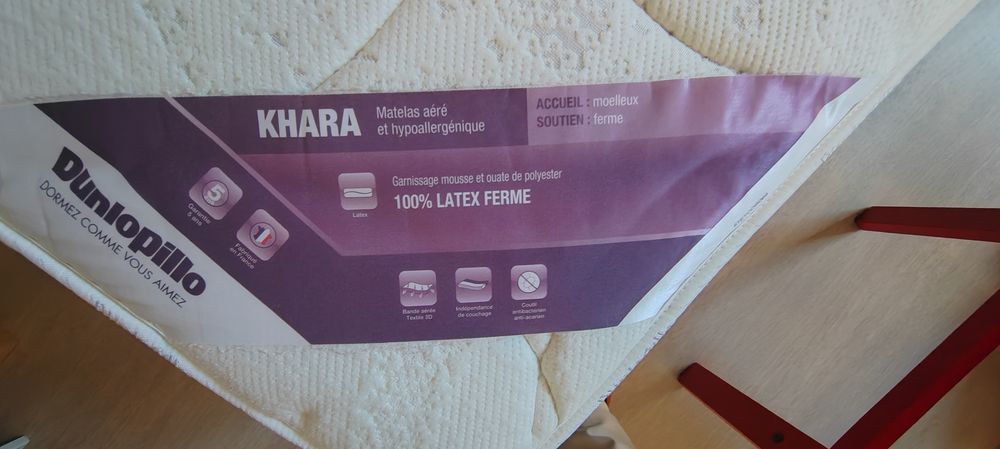 KHARA
Matelas aéré
et hypoallergénique
ACCUEIL : moelleux
SOUTIEN : ferme
Garnissage mousse et ouate de polyester
100% LATEX FERME
Latex
5
Garantie
5 ans
Fabriqué
en France
Dunlopillo
DORMEZ COMME VOUS AIMEZ
Bande aérée
Textile 3D
Indépendance
de couchage
Coutil
antibactérien
anti-acarien